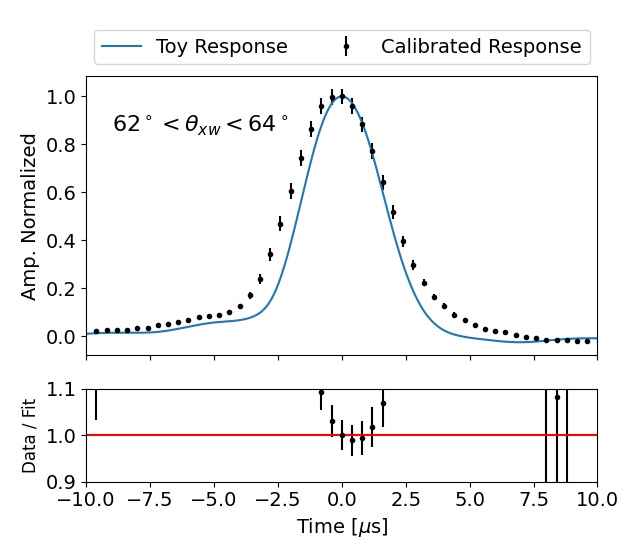 Toy Response Calibrated Response
62° < θxw < 64°
1.0
0.8
0.6
0.4
0.2
0.0
Amp. Normalized
1.1
1.0
0.9
Data / Fit
−10.0 −7.5 −5.0 −2.5 0.0 2.5 5.0 7.5 10.0
Time [μs]